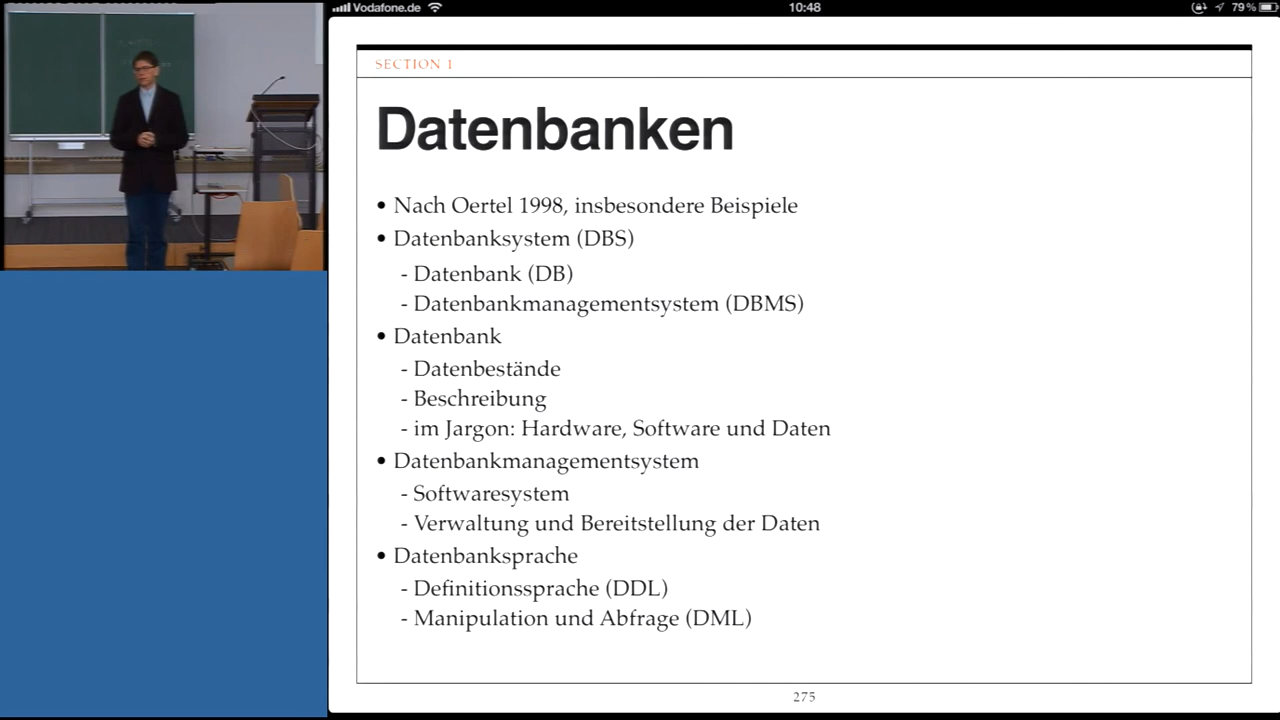 Vodafone.de
10:48
79 %
SECTION 1
Datenbanken
• Nach Oertel 1998, insbesondere Beispiele
• Datenbanksystem (DBS)
- Datenbank (DB)
- Datenbankmanagementsystem (DBMS)
• Datenbank
- Datenbestände
- Beschreibung
- im Jargon: Hardware, Software und Daten
• Datenbankmanagementsystem
- Softwaresystem
- Verwaltung und Bereitstellung der Daten
• Datenbanksprache
- Definitionssprache (DDL)
- Manipulation und Abfrage (DML)
275